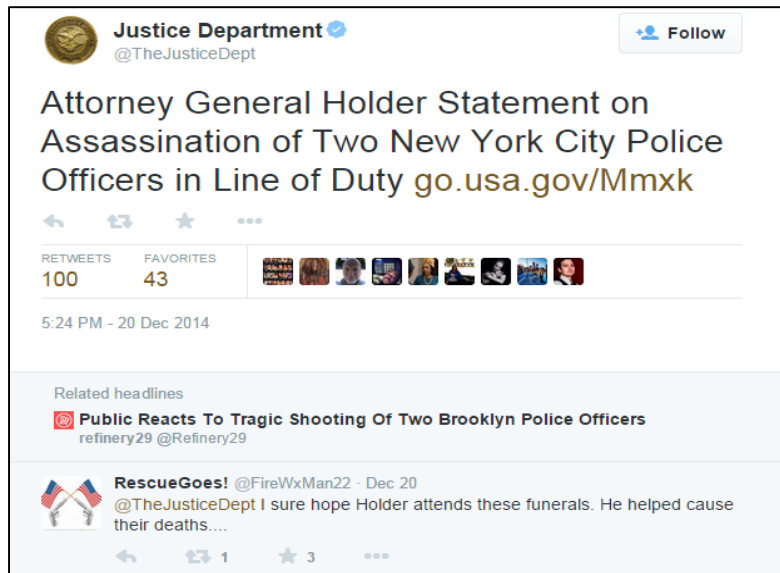 Justice Department
@TheJusticeDept
Follow
Attorney General Holder Statement on
Assassination of Two New York City Police
Officers in Line of Duty go.usa.gov/Mmxk
RETWEETS FAVORITES
100 43
5:24 PM - 20 Dec 2014
Related headlines
Public Reacts To Tragic Shooting Of Two Brooklyn Police Officers
refinery29 @Refinery29
RescueGoes! @FireWxMan22 · Dec 20
@TheJusticeDept I sure hope Holder attends these funerals. He helped cause
their deaths....
1 3